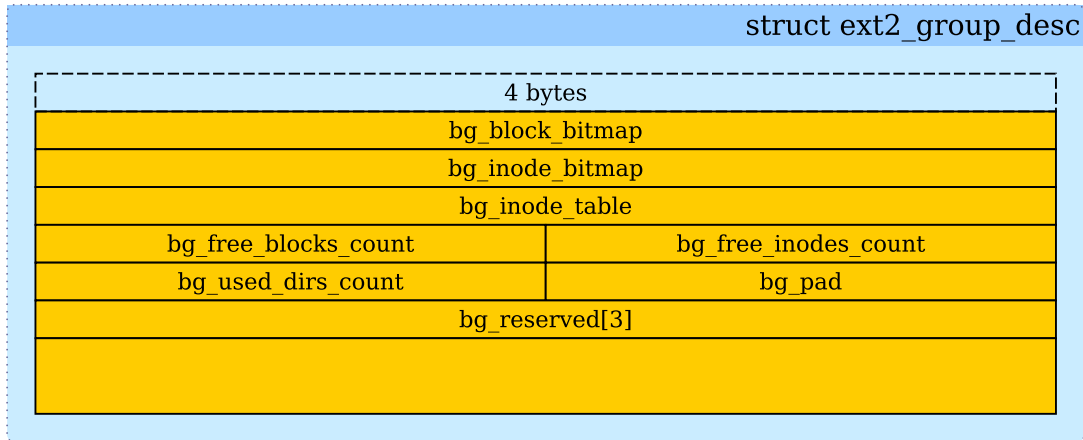 struct ext2_group_desc
4 bytes
bg_block_bitmap
bg_inode_bitmap
bg_inode_table
bg_free_blocks_count bg_free_inodes_count
bg_used_dirs_count bg_pad
bg_reserved[3]